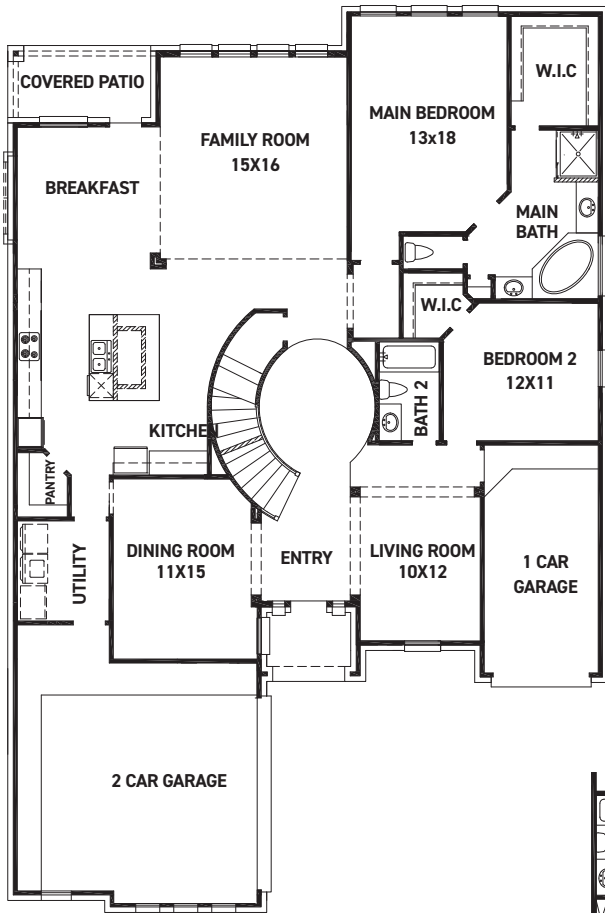 COVERED PATIO
FAMILY ROOM
15X16
MAIN BEDROOM
13x18
W.I.C
BREAKFAST
MAIN
BATH
W.I.C
BEDROOM 2
12X11
KITCHEN
BATH 2
PANTRY
UTILITY
DINING ROOM
11X15
ENTRY
LIVING ROOM
10X12
1 CAR
GARAGE
2 CAR GARAGE